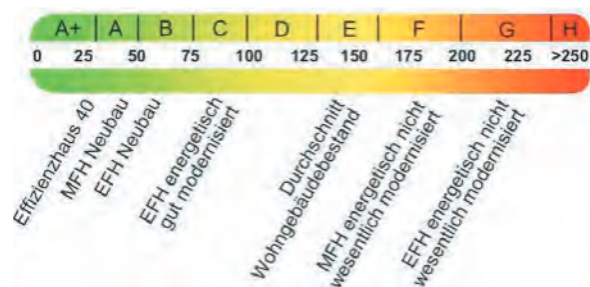 A+ A B C D E F G H
0 25 50 75 100 125 150 175 200 225 >250
Effizienzhaus 40
MFH Neubau
EFH Neubau
EFH energetisch
gut modernisiert
Durchschnitt
Wohngebäudebestand
MFH energetisch nicht
wesentlich modernisiert
EFH energetisch nicht
wesentlich modernisiert